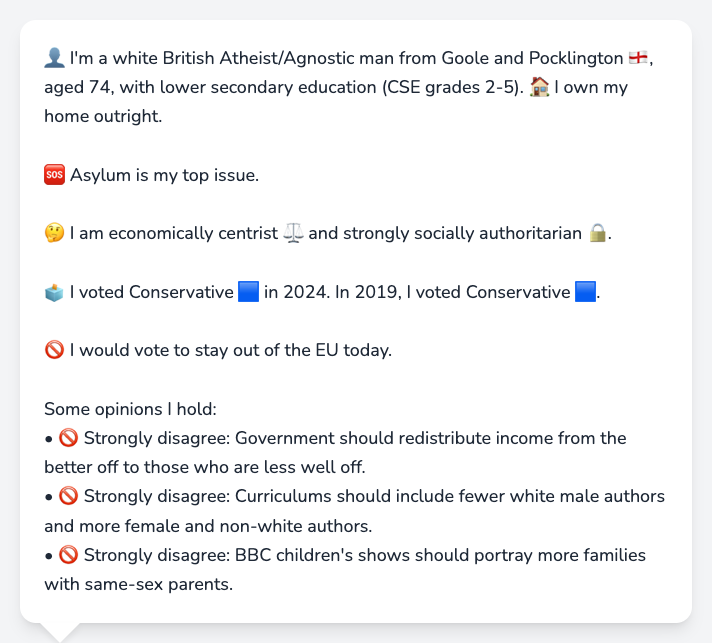 👤 I'm a white British Atheist/Agnostic man from Goole and Pocklington 🏴󠁧󠁢󠁥󠁮󠁧󠁿,
aged 74, with lower secondary education (CSE grades 2-5). 🏠 I own my
home outright.
🆘 Asylum is my top issue.
🤔 I am economically centrist ⚖️ and strongly socially authoritarian 🔒.
🗳️ I voted Conservative 🟦 in 2024. In 2019, I voted Conservative 🟦.
🚫 I would vote to stay out of the EU today.
Some opinions I hold:
• 🚫 Strongly disagree: Government should redistribute income from the
better off to those who are less well off.
• 🚫 Strongly disagree: Curriculums should include fewer white male authors
and more female and non-white authors.
• 🚫 Strongly disagree: BBC children's shows should portray more families
with same-sex parents.